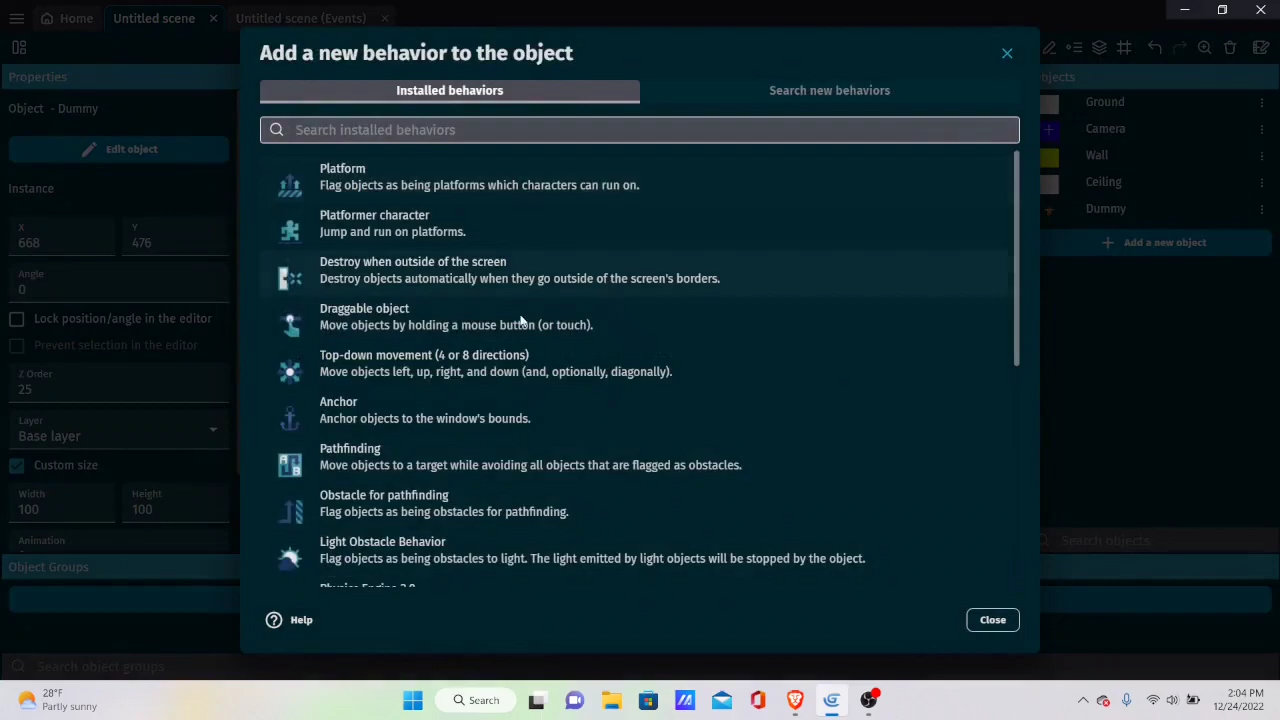 Home
Untitled scene
Untitled scene (Events)
Properties
Object - Dummy
Edit object
Instance
X
668
Y
476
Angle
0
Lock position/angle in the editor
Prevent selection in the editor
Z Order
25
Layer
Base layer
Custom size
Width
100
Height
100
Animation
Object Groups
Search object groups
Add a new behavior to the object
Installed behaviors
Search new behaviors
Search installed behaviors
Platform
Flag objects as being platforms which characters can run on.
Platformer character
Jump and run on platforms.
Destroy when outside of the screen
Destroy objects automatically when they go outside of the screen's borders.
Draggable object
Move objects by holding a mouse button (or touch).
Top-down movement (4 or 8 directions)
Move objects left, up, right, and down (and, optionally, diagonally).
Anchor
Anchor objects to the window's bounds.
Pathfinding
Move objects to a target while avoiding all objects that are flagged as obstacles.
Obstacle for pathfinding
Flag objects as being obstacles for pathfinding.
Light Obstacle Behavior
Flag objects as being obstacles to light. The light emitted by light objects will be stopped by the object.
Physics Engine 2.0
Help
Close
Objects
Ground
Camera
Wall
Ceiling
Dummy
Add a new object
Search objects
28°F
Partly sunny
Search
2:04 PM
12/24/2022